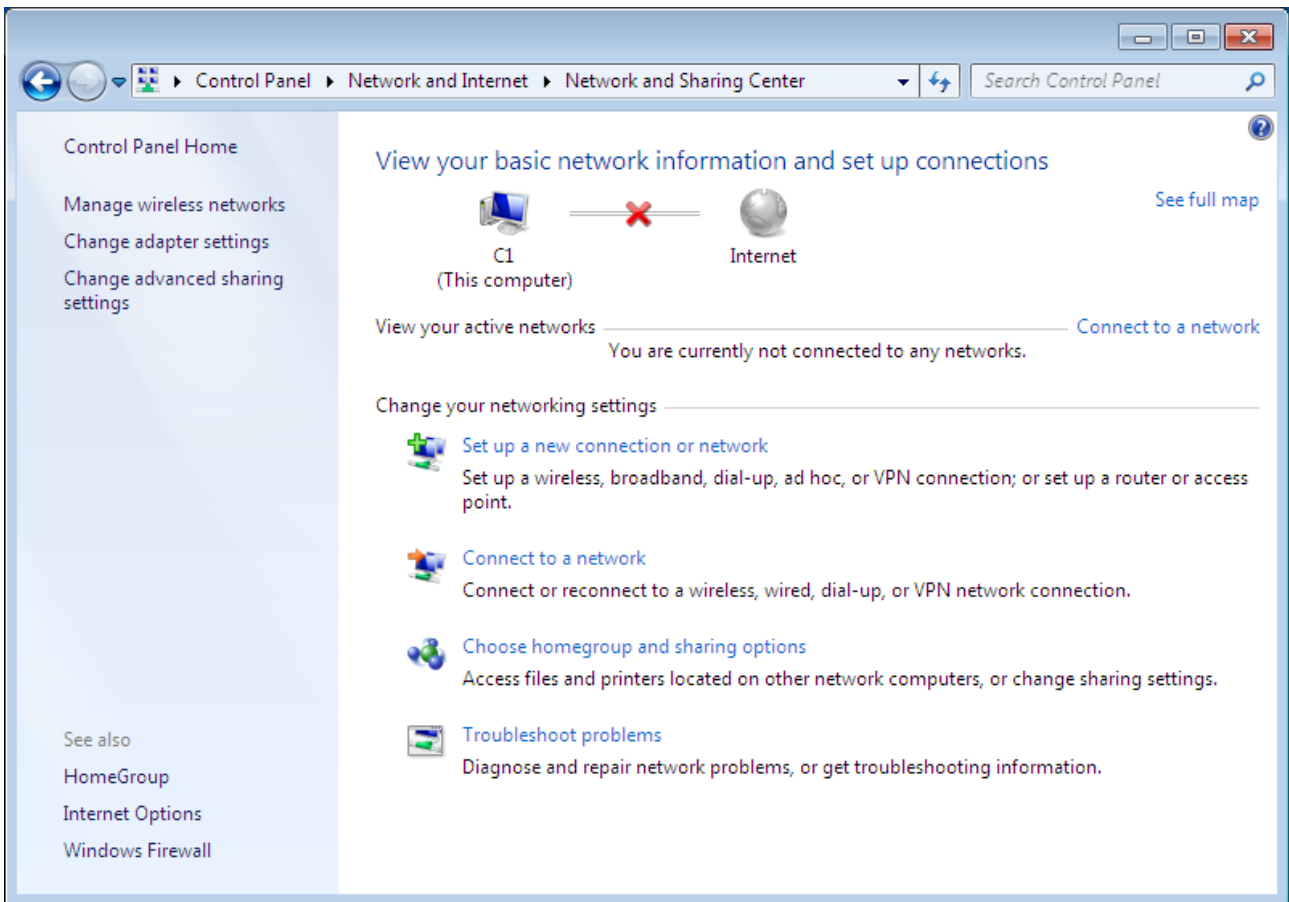 Control Panel Network and Internet Network and Sharing Center Search Control Panel
Control Panel Home
Manage wireless networks
Change adapter settings
Change advanced sharing
settings
See also
HomeGroup
Internet Options
Windows Firewall
View your basic network information and set up connections
See full map
C1
(This computer)
Internet
View your active networks Connect to a network
You are currently not connected to any networks.
Change your networking settings
Set up a new connection or network
Set up a wireless, broadband, dial-up, ad hoc, or VPN connection; or set up a router or access
point.
Connect to a network
Connect or reconnect to a wireless, wired, dial-up, or VPN network connection.
Choose homegroup and sharing options
Access files and printers located on other network computers, or change sharing settings.
Troubleshoot problems
Diagnose and repair network problems, or get troubleshooting information.